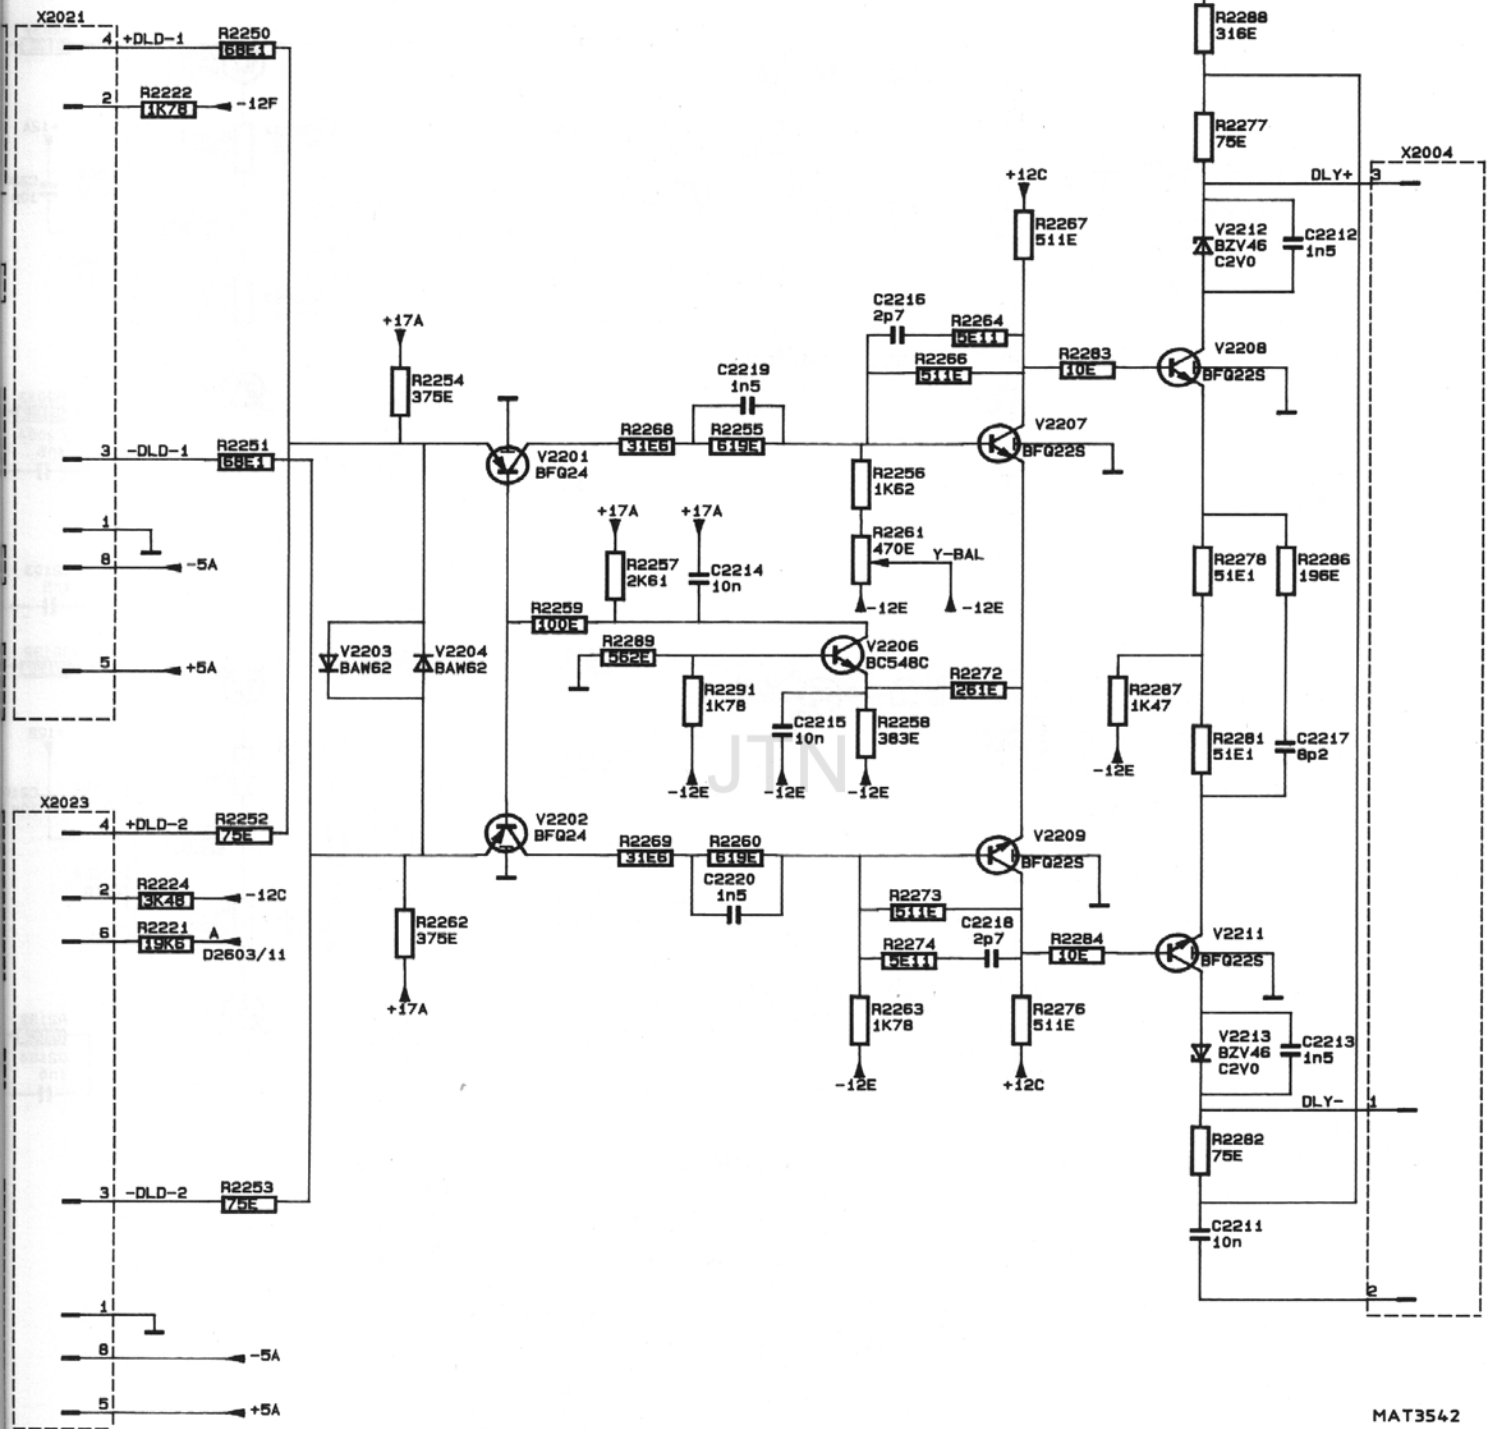 X2021
4 +DLD-1
R2250
68E1
2
R2222
1K78
-12F
3 -DLD-1
R2251
68E1
1
8
-5A
5
+5A
X2023
4 +DLD-2
R2252
75E
2
R2224
3K48
-12C
6
R2221
19K6
A
D2603/11
3 -DLD-2
R2253
75E
1
8
-5A
5
+5A
+17A
R2254
375E
V2203
BAW62
V2204
BAW62
R2262
375E
+17A
V2201
BFQ24
R2268
31E6
C2219
1n5
R2255
619E
+17A
+17A
R2257
2K61
C2214
10n
R2259
100E
R2289
562E
R2291
1K78
-12E
C2215
10n
-12E
V2206
BC548C
R2258
383E
-12E
R2272
261E
JTN
V2202
BFQ24
R2269
31E6
R2260
619E
C2220
1n5
+12C
R2267
511E
C2216
2p7
R2264
5E11
R2266
511E
R2283
10E
V2207
BFQ22S
R2256
1K62
R2261
470E
Y-BAL
-12E
-12E
V2209
BFQ22S
R2273
511E
C2218
2p7
R2274
5E11
R2284
10E
R2263
1K78
-12E
R2276
511E
+12C
R2288
316E
R2277
75E
X2004
DLY+ 3
V2212
BZV46
C2V0
C2212
1n5
V2208
BFQ22S
R2278
51E1
R2286
196E
R2287
1K47
-12E
R2281
51E1
C2217
8p2
V2211
BFQ22S
V2213
BZV46
C2V0
C2213
1n5
DLY- 1
R2282
75E
C2211
10n
2
MAT3542